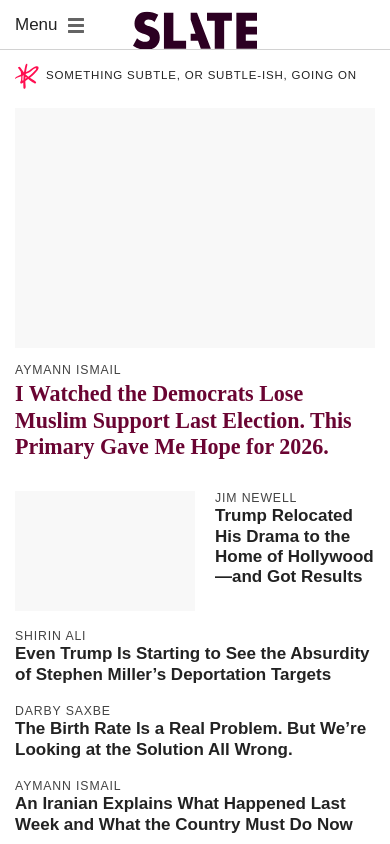 Menu
SLATE
SOMETHING SUBTLE, OR SUBTLE-ISH, GOING ON
AYMANN ISMAIL
I Watched the Democrats Lose
Muslim Support Last Election. This
Primary Gave Me Hope for 2026.
JIM NEWELL
Trump Relocated
His Drama to the
Home of Hollywood
—and Got Results
SHIRIN ALI
Even Trump Is Starting to See the Absurdity
of Stephen Miller’s Deportation Targets
DARBY SAXBE
The Birth Rate Is a Real Problem. But We’re
Looking at the Solution All Wrong.
AYMANN ISMAIL
An Iranian Explains What Happened Last
Week and What the Country Must Do Now